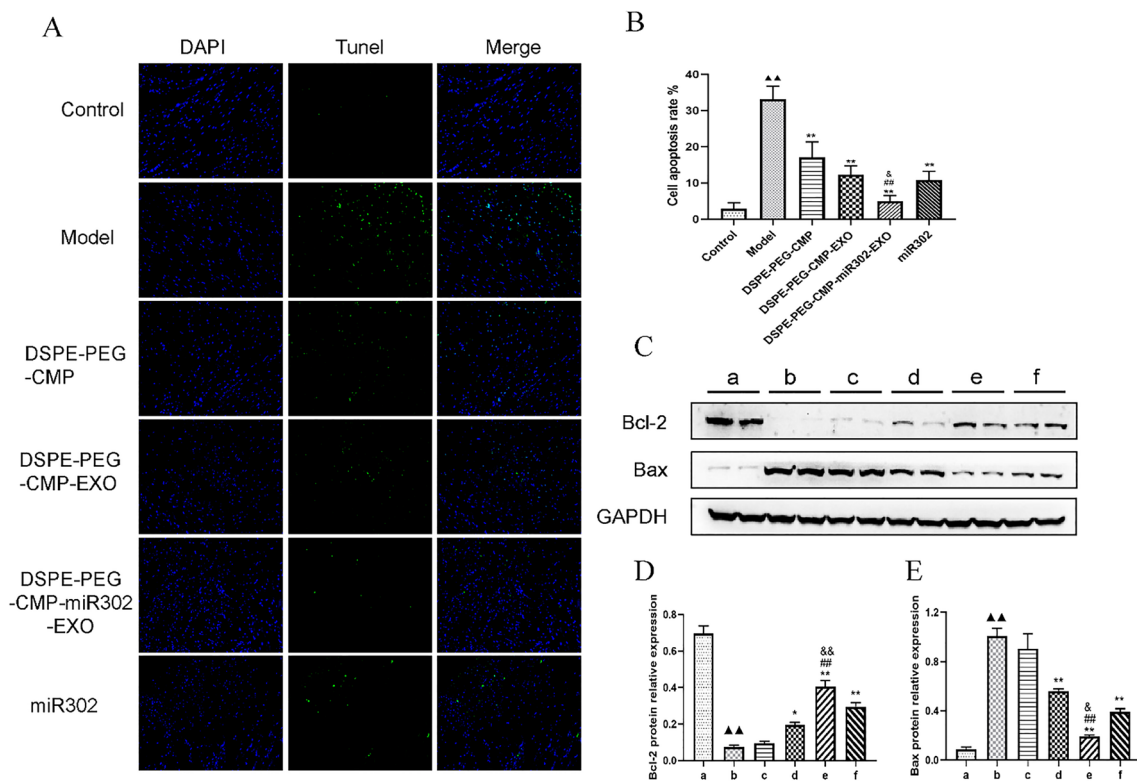 A
DAPI Tunel Merge
Control
Model
DSPE-PEG
-CMP
DSPE-PEG
-CMP-EXO
DSPE-PEG
-CMP-miR302
-EXO
miR302
B
Cell apoptosis rate %
40
30
20
10
0
▲▲
**
**
&
##
**
**
Control
Model
DSPE-PEG-CMP
DSPE-PEG-CMP-EXO
DSPE-PEG-CMP-miR302-EXO
miR302
C
a b c d e f
Bcl-2
Bax
GAPDH
D
Bcl-2 protein relative expression
0.8
0.6
0.4
0.2
0.0
▲▲
*
&&
##
**
**
a b c d e f
E
Bax protein relative expression
1.2
0.8
0.4
0.0
▲▲
**
&
##
**
**
a b c d e f